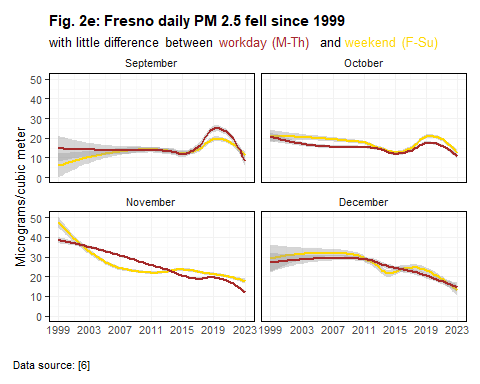 Fig. 2e: Fresno daily PM 2.5 fell since 1999
with little difference between workday (M-Th) and weekend (F-Su)
September October
50
40
30
20
10
0
November December
50
40
30
20
10
0
Micrograms/cubic meter
1999 2003 2007 2011 2015 2019 2023 1999 2003 2007 2011 2015 2019 2023
Data source: [6]